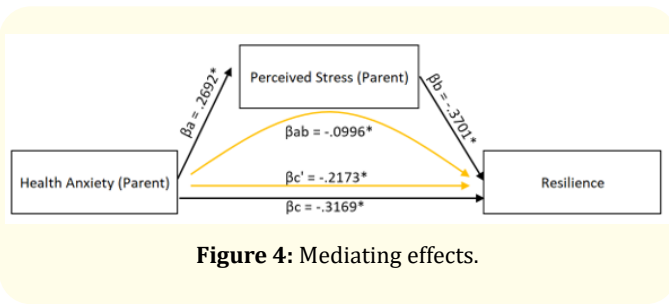 Perceived Stress (Parent)
βa = .2692*
βb = -.3701*
βab = -.0996*
Health Anxiety (Parent)
βc' = -.2173*
Resilience
βc = -.3169*
Figure 4: Mediating effects.